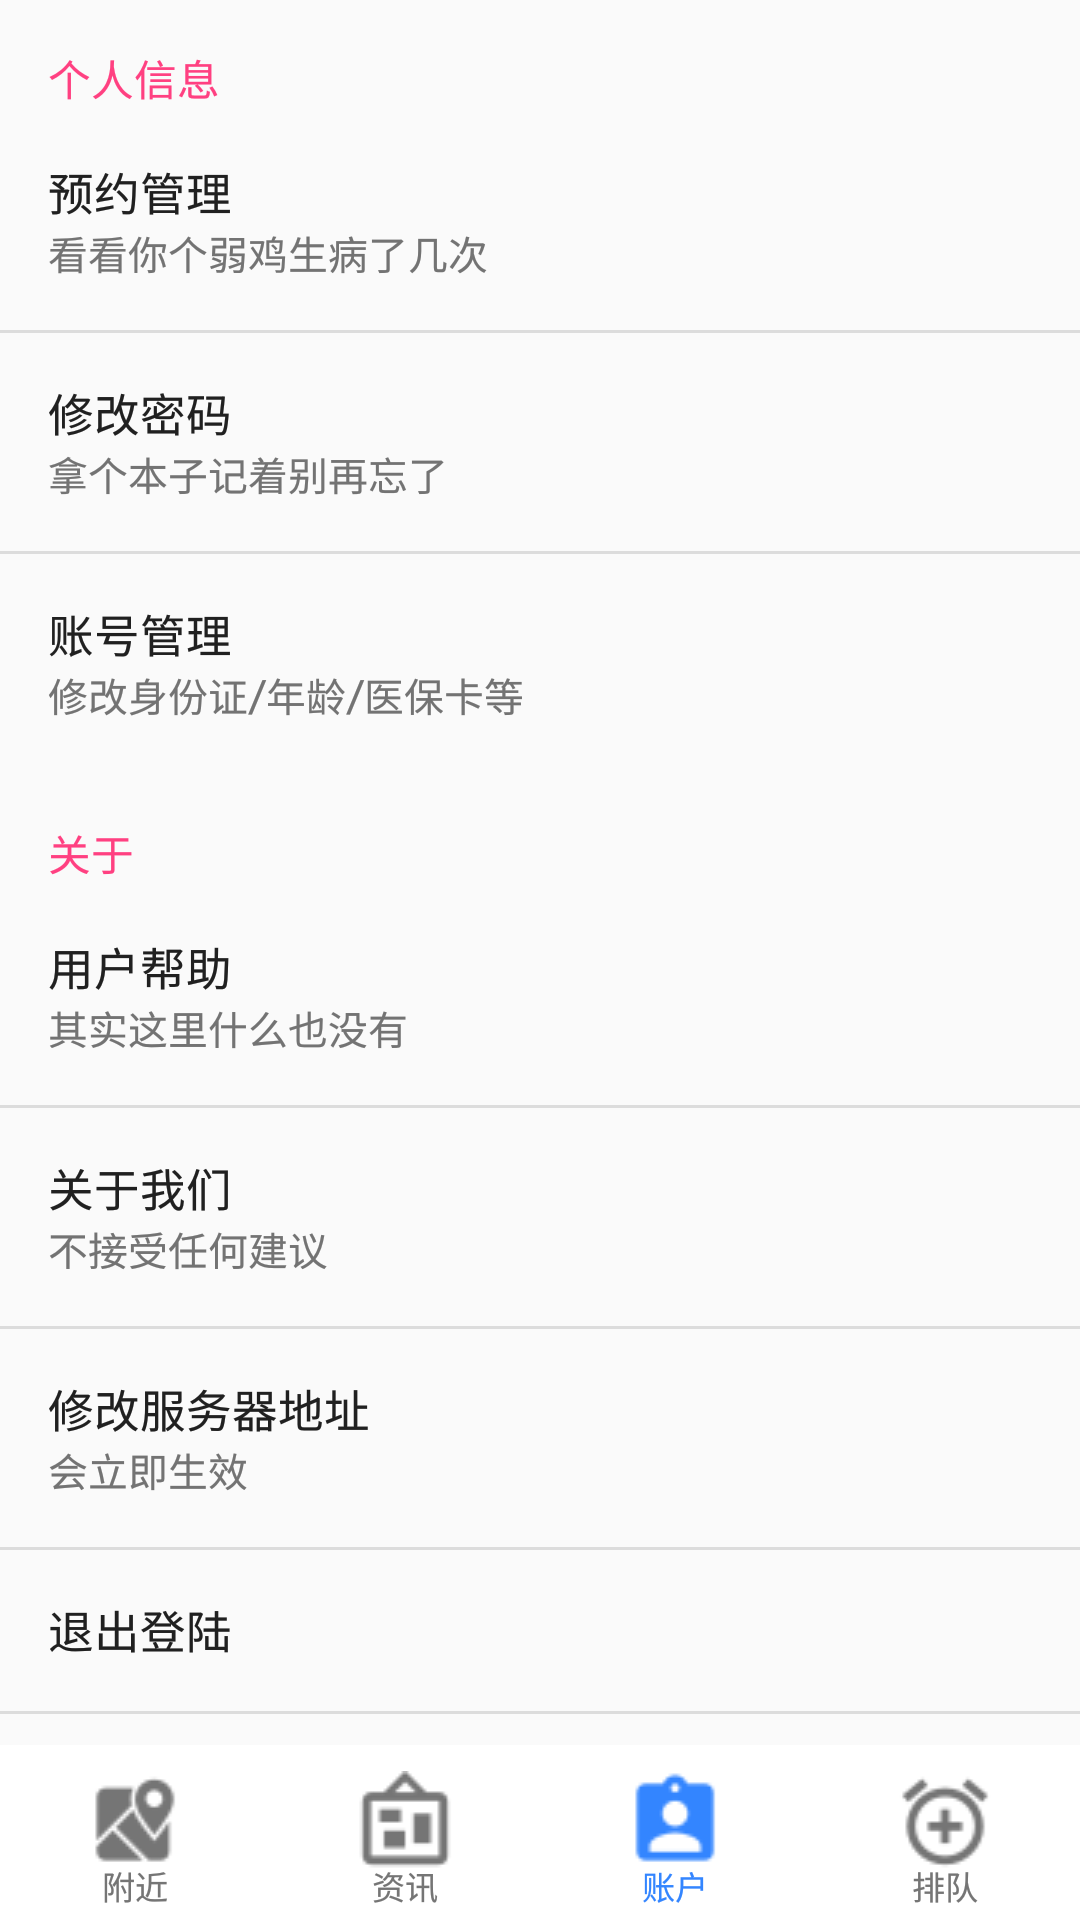 个人信息
预约管理
看看你个弱鸡生病了几次
修改密码
拿个本子记着别再忘了
账号管理
修改身份证/年龄/医保卡等
关于
用户帮助
其实这里什么也没有
关于我们
不接受任何建议
修改服务器地址
会立即生效
退出登陆
附近
资讯
账户
排队